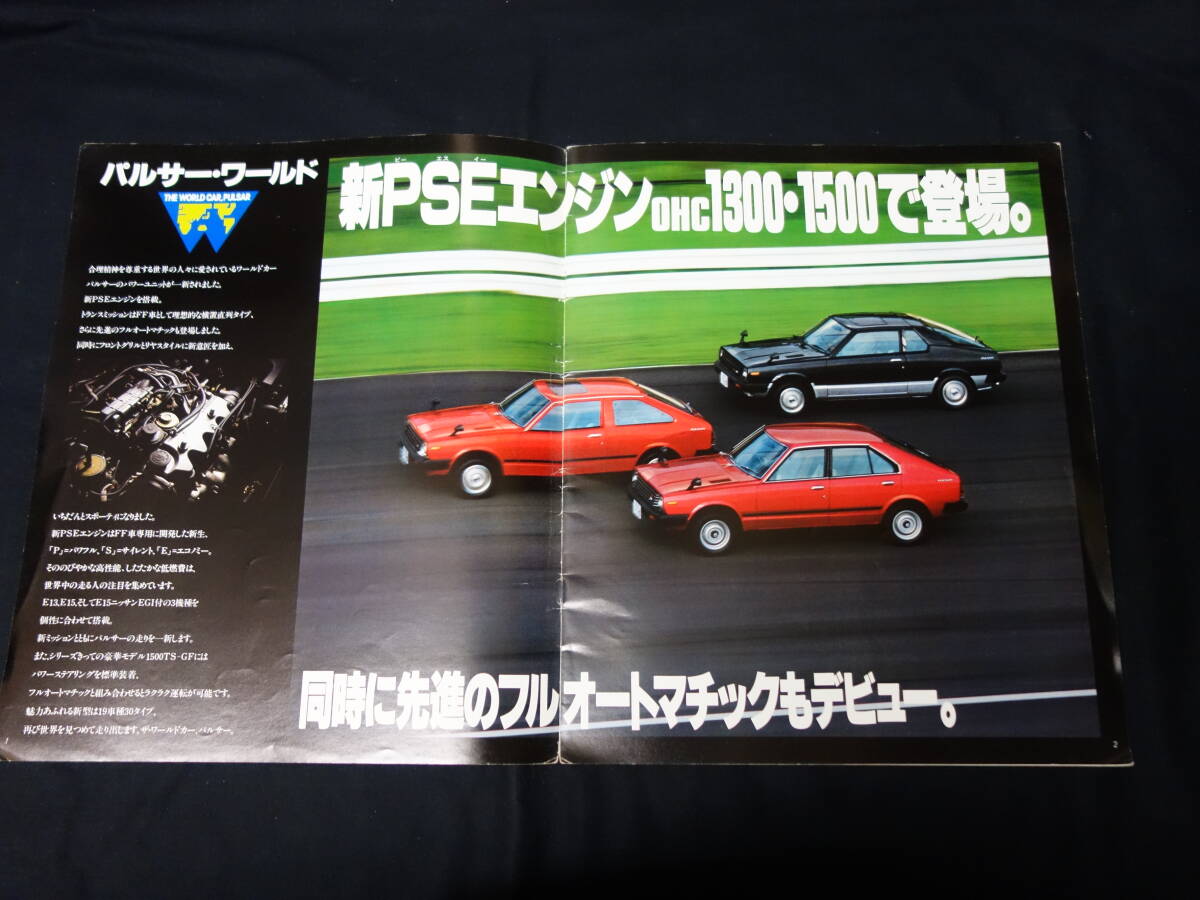 パルサー・ワールド
THE WORLD CAR, PULSAR
合理精神を尊重する世界の人々に愛されているワールドカー
パルサーのパワーユニットが一新されました。
新PSEエンジンを搭載。
トランスミッションはFF車として理想的な横置直列タイプ、
さらに先進のフルオートマチックも登場しました。
同時にフロントグリルとリヤスタイルに新意匠を加え、
いちだんとスポーティになりました。
新PSEエンジンはFF車専用に開発した新生、
「P」=パワフル、「S」=サイレント、「E」=エコノミー。
そののびやかな高性能、したたかな低燃費は、
世界中の走る人の注目を集めています。
E13、E15、そしてE15ニッサンEGI付の3機種を
個性に合わせて搭載。
新ミッションとともにパルサーの走りを一新します。
また、シリーズきっての豪華モデル1500TS-GFには
パワーステアリングを標準装着、
フルオートマチックと組み合わせるとラクラク運転が可能です。
魅力あふれる新型は19車種30タイプ。
再び世界を見つめて走り出します。ザ・ワールドカー、パルサー。
1
ピー エス イー
新PSEエンジンOHC1300・1500で登場。
同時に先進のフルオートマチックもデビュー。
2